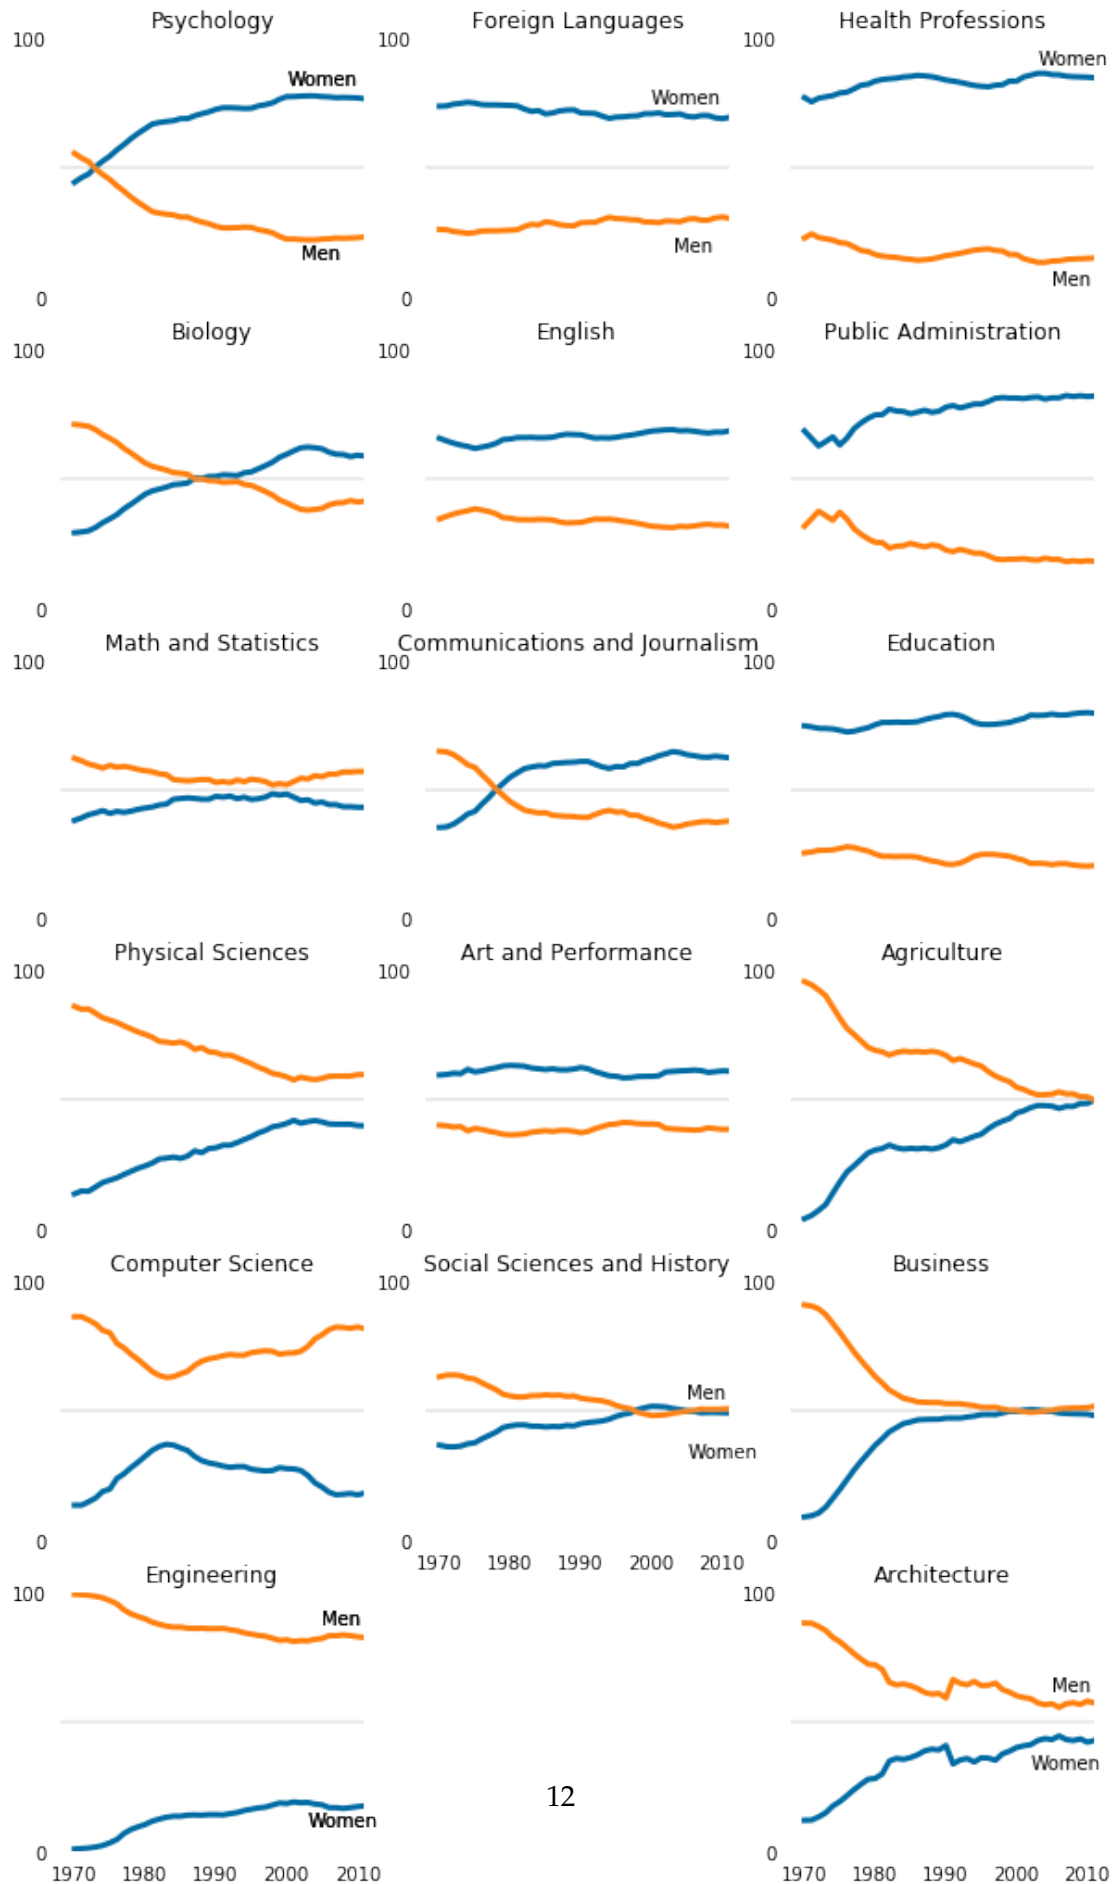 Psychology Foreign Languages Health Professions
100 100 100
Women Women Women
Men Men Men
0 0 0
Biology English Public Administration
100 100 100
0 0 0
Math and Statistics Communications and Journalism Education
100 100 100
0 0 0
Physical Sciences Art and Performance Agriculture
100 100 100
0 0 0
Computer Science Social Sciences and History Business
100 100 100
Men
Women
0 0 0
1970 1980 1990 2000 2010
Engineering Architecture
100 100
Men Men
Women
12
Women
0 0
1970 1980 1990 2000 2010 1970 1980 1990 2000 2010